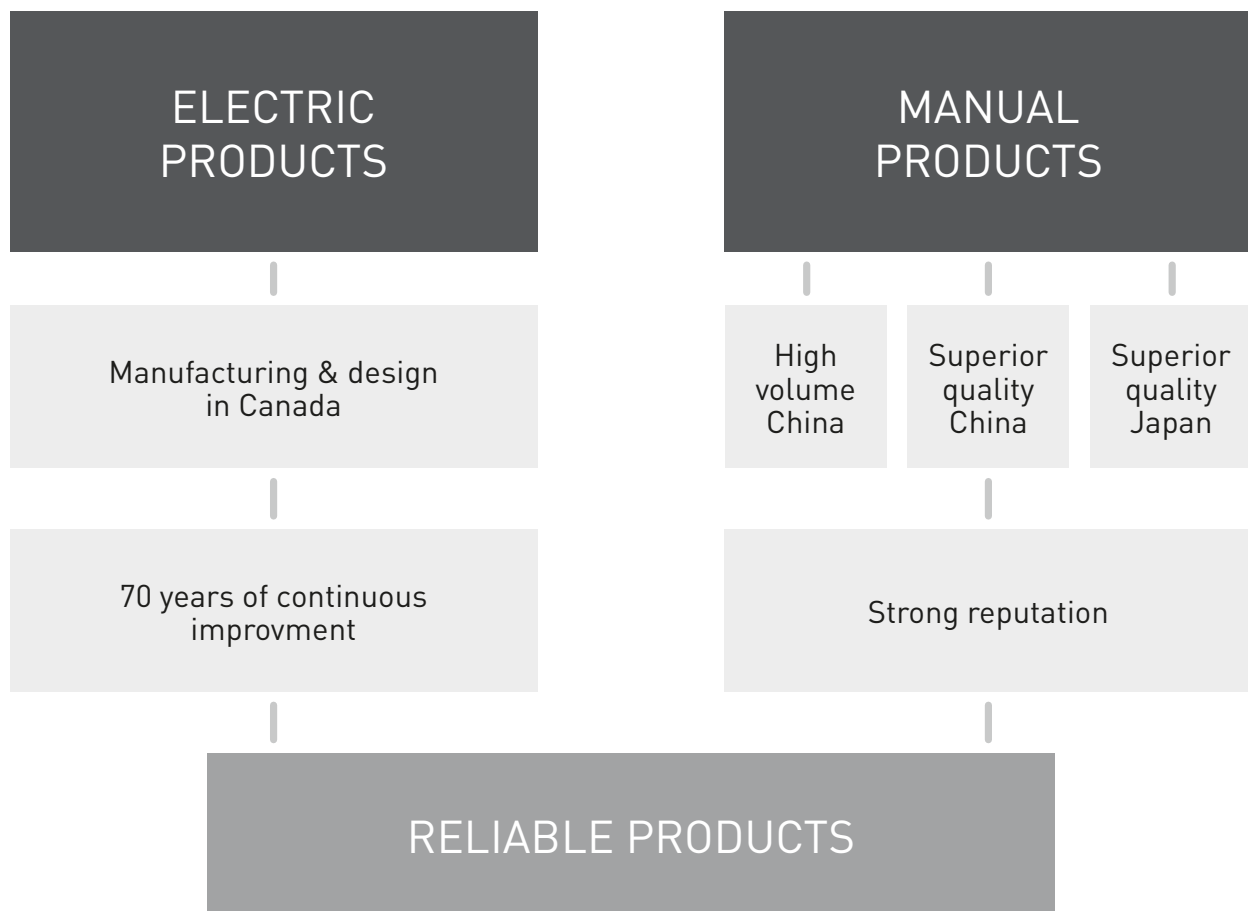 ELECTRIC
PRODUCTS
Manufacturing & design
in Canada
70 years of continuous
improvment
MANUAL
PRODUCTS
High
volume
China
Superior
quality
China
Superior
quality
Japan
Strong reputation
RELIABLE PRODUCTS